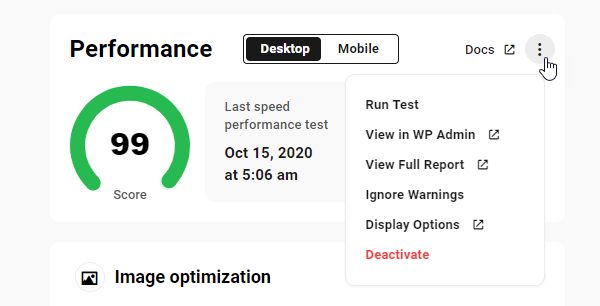 Performance
Desktop
Mobile
Docs
99
Score
Last speed
performance test
Oct 15, 2020
at 5:06 am
Run Test
View in WP Admin
View Full Report
Ignore Warnings
Display Options
Deactivate
Image optimization